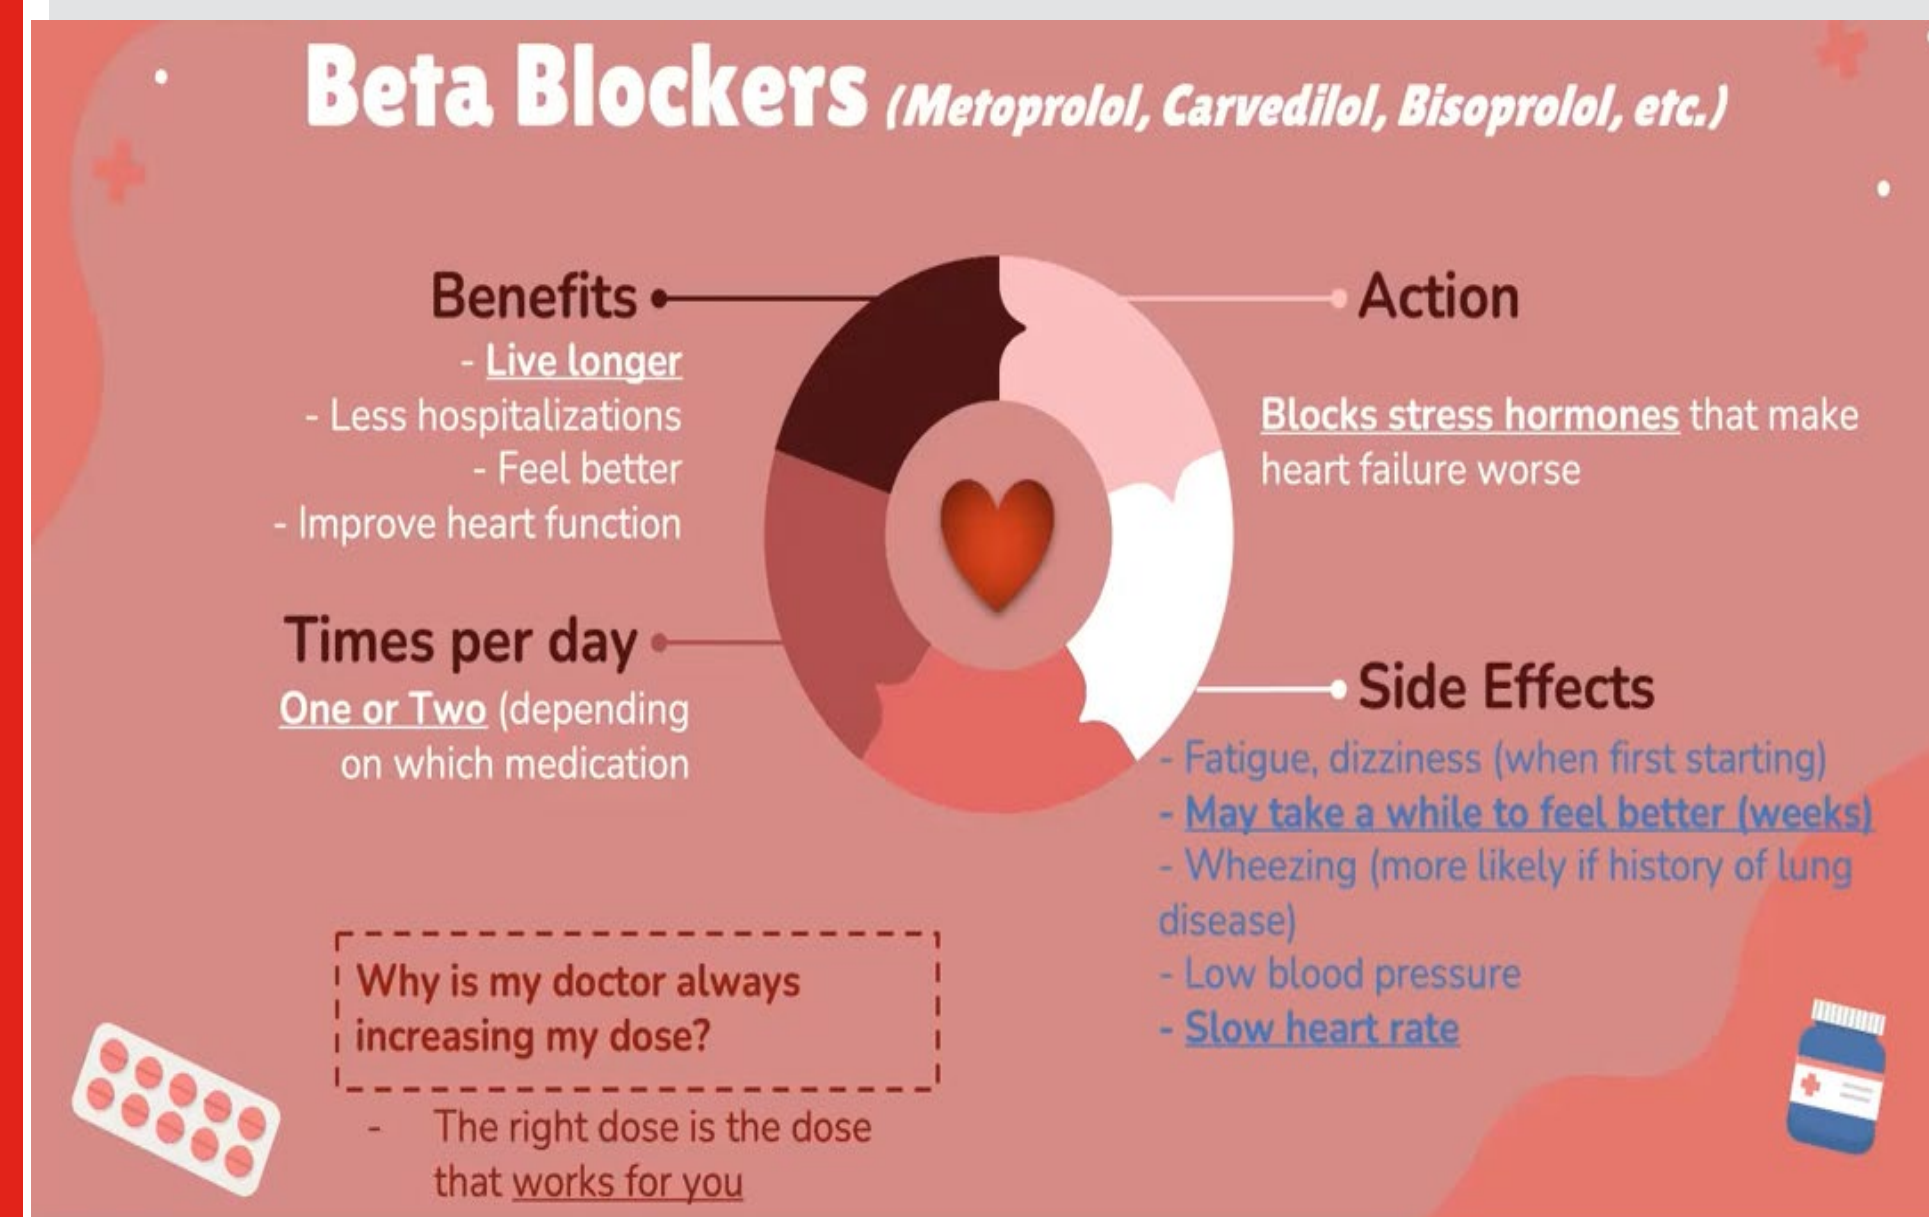 Beta Blockers (Metoprolol, Carvedilol, Bisoprolol, etc.)
Benefits
- Live longer
- Less hospitalizations
- Feel better
- Improve heart function
Times per day
One or Two (depending
on which medication
Action
Blocks stress hormones that make
heart failure worse
Side Effects
- Fatigue, dizziness (when first starting)
- May take a while to feel better (weeks)
- Wheezing (more likely if history of lung
disease)
- Low blood pressure
- Slow heart rate
Why is my doctor always
increasing my dose?
- The right dose is the dose
that works for you